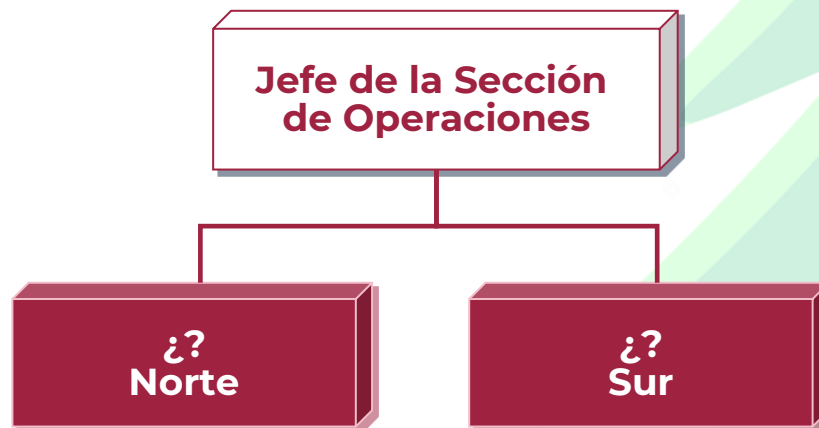 Jefe de la Sección
de Operaciones
¿?
Norte
¿?
Sur